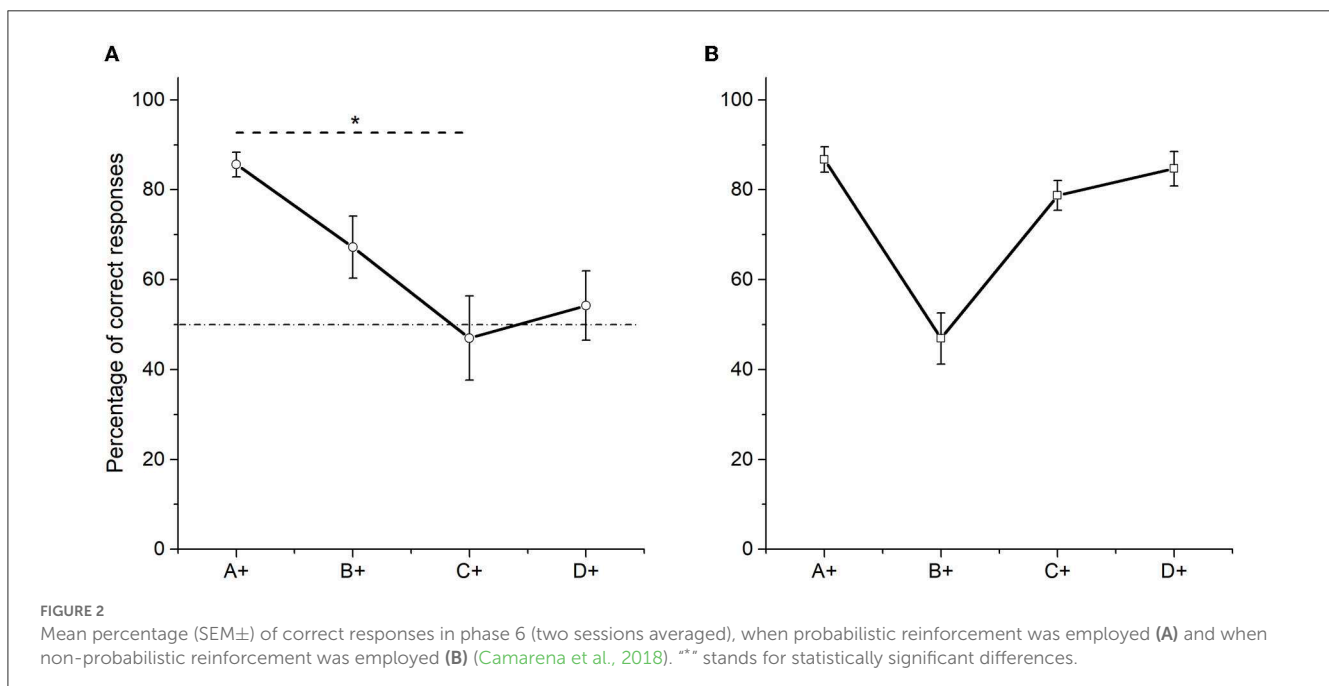 A
B
Percentage of correct responses
100
80
60
40
20
0
*
A+
B+
C+
D+
100
80
60
40
20
0
A+
B+
C+
D+
FIGURE 2
Mean percentage (SEM±) of correct responses in phase 6 (two sessions averaged), when probabilistic reinforcement was employed (A) and when
non-probabilistic reinforcement was employed (B) (Camarena et al., 2018). “*” stands for statistically significant differences.